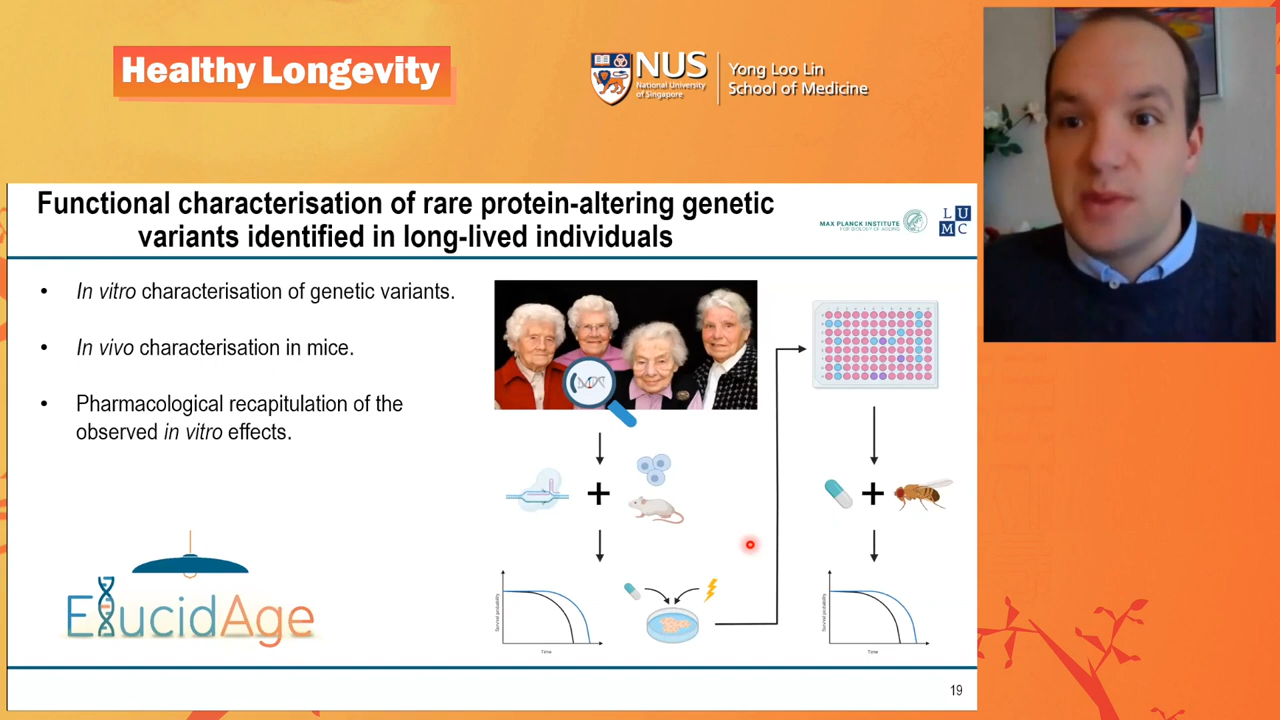 Healthy Longevity
NUS
National University
of Singapore
Yong Loo Lin
School of Medicine
Functional characterisation of rare protein-altering genetic
variants identified in long-lived individuals
MAX PLANCK INSTITUTE
FOR BIOLOGY OF AGEING
L U
M C
• In vitro characterisation of genetic variants.
• In vivo characterisation in mice.
• Pharmacological recapitulation of the
observed in vitro effects.
ElucidAge
Survival probability
Time
Survival probability
Time
19